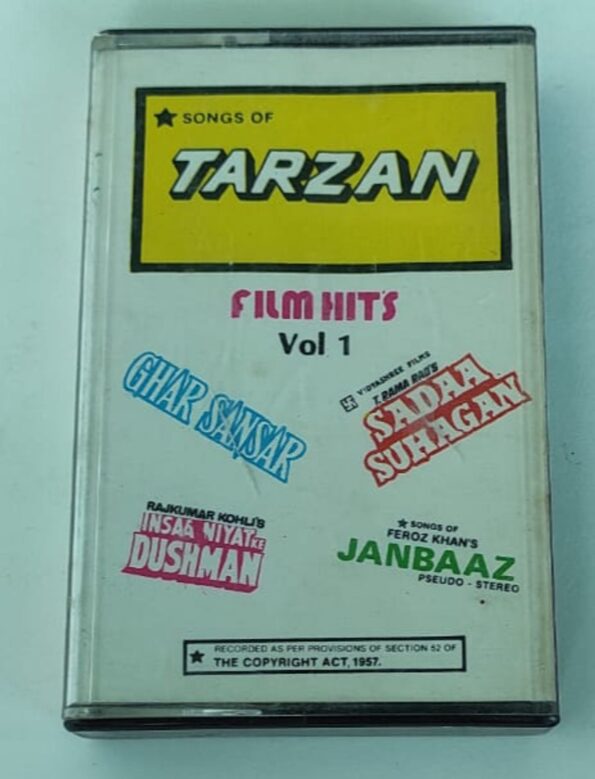 ★ SONGS OF
TARZAN
FILM HITS
Vol 1
GHAR SANSAR
卐 VIDYASHREE FILMS
T. RAMA RAO'S
SADAA
SUHAGAN
RAJKUMAR KOHLI'S
INSAANIYAT KE
DUSHMAN
★ SONGS OF
FEROZ KHAN'S
JANBAAZ
PSEUDO - STEREO
★ RECORDED AS PER PROVISIONS OF SECTION 52 OF
THE COPYRIGHT ACT, 1957.